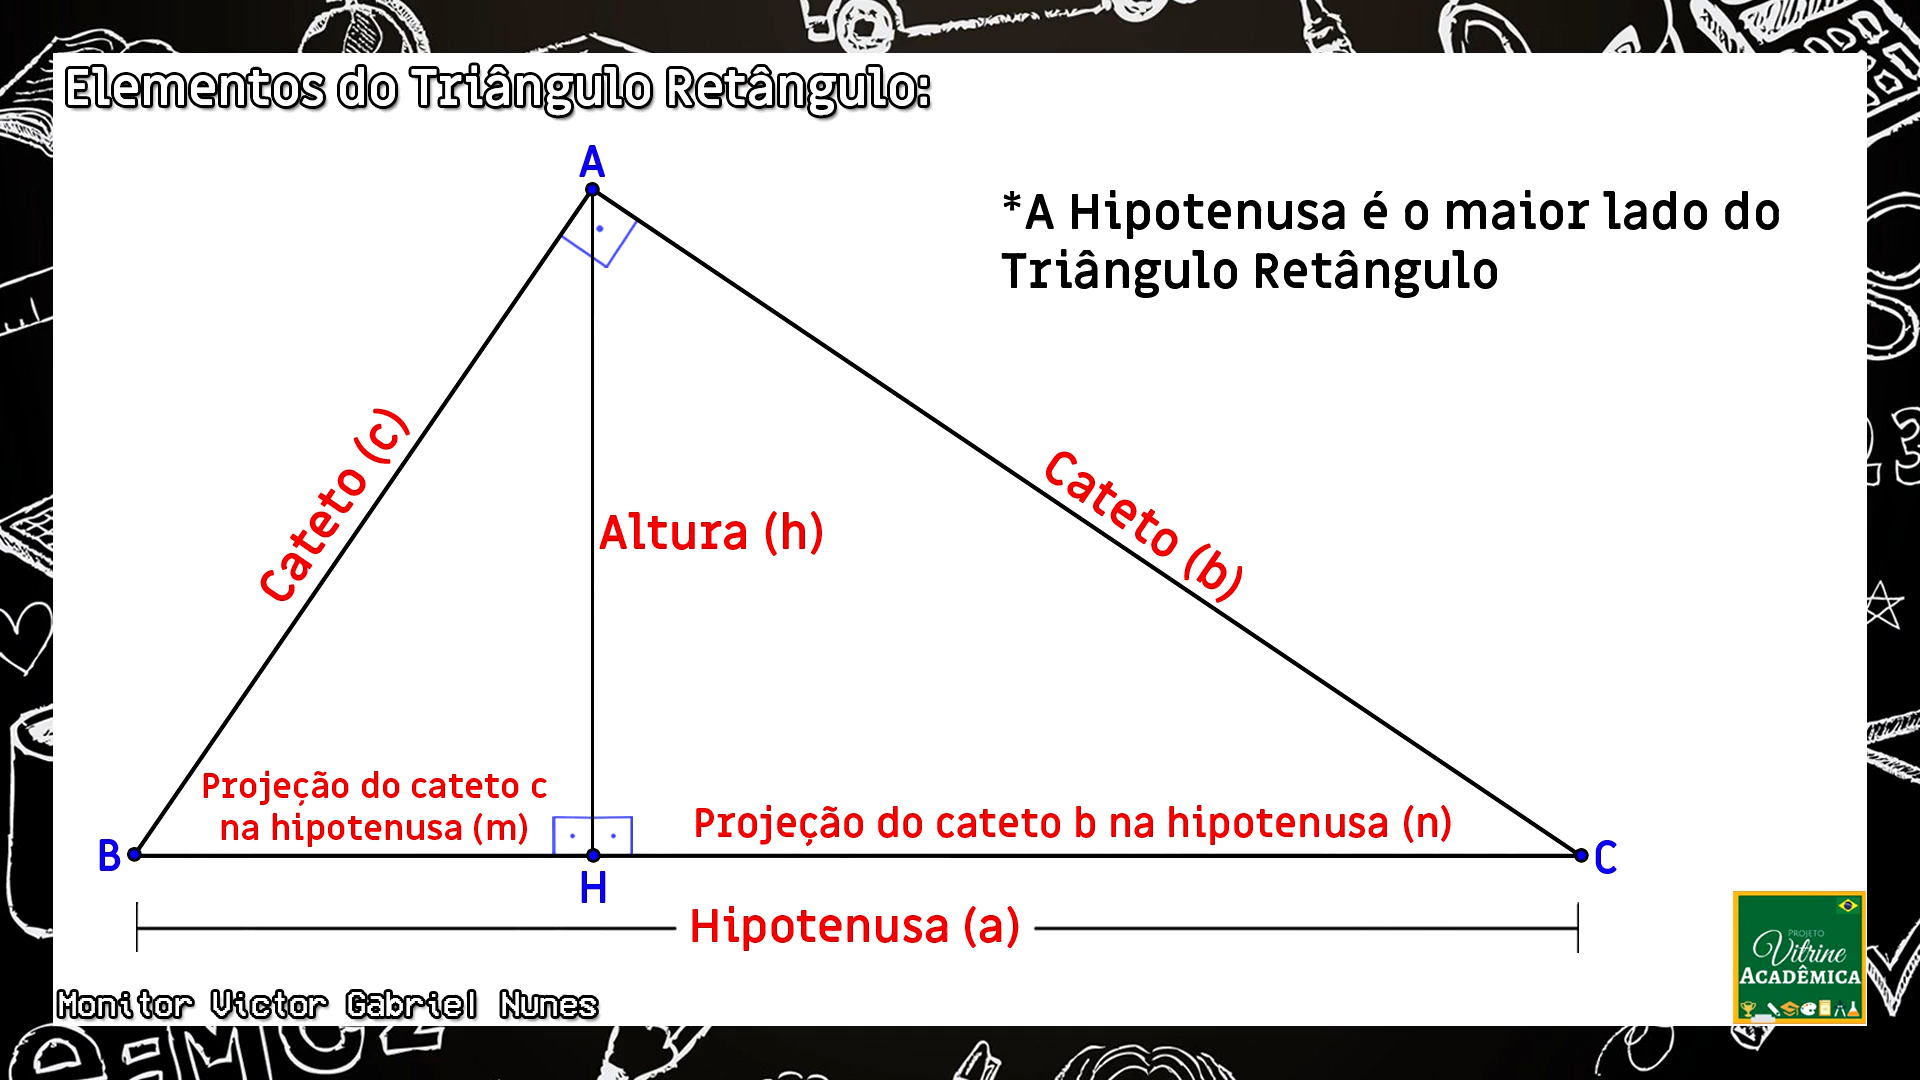 Elementos do Triângulo Retângulo:
A
*A Hipotenusa é o maior lado do
Triângulo Retângulo
Cateto (c)
Altura (h)
Cateto (b)
Projeção do cateto c
na hipotenusa (m)
Projeção do cateto b na hipotenusa (n)
B
H
C
Hipotenusa (a)
PROJETO
Vitrine
ACADÊMICA
Monitor Victor Gabriel Nunes